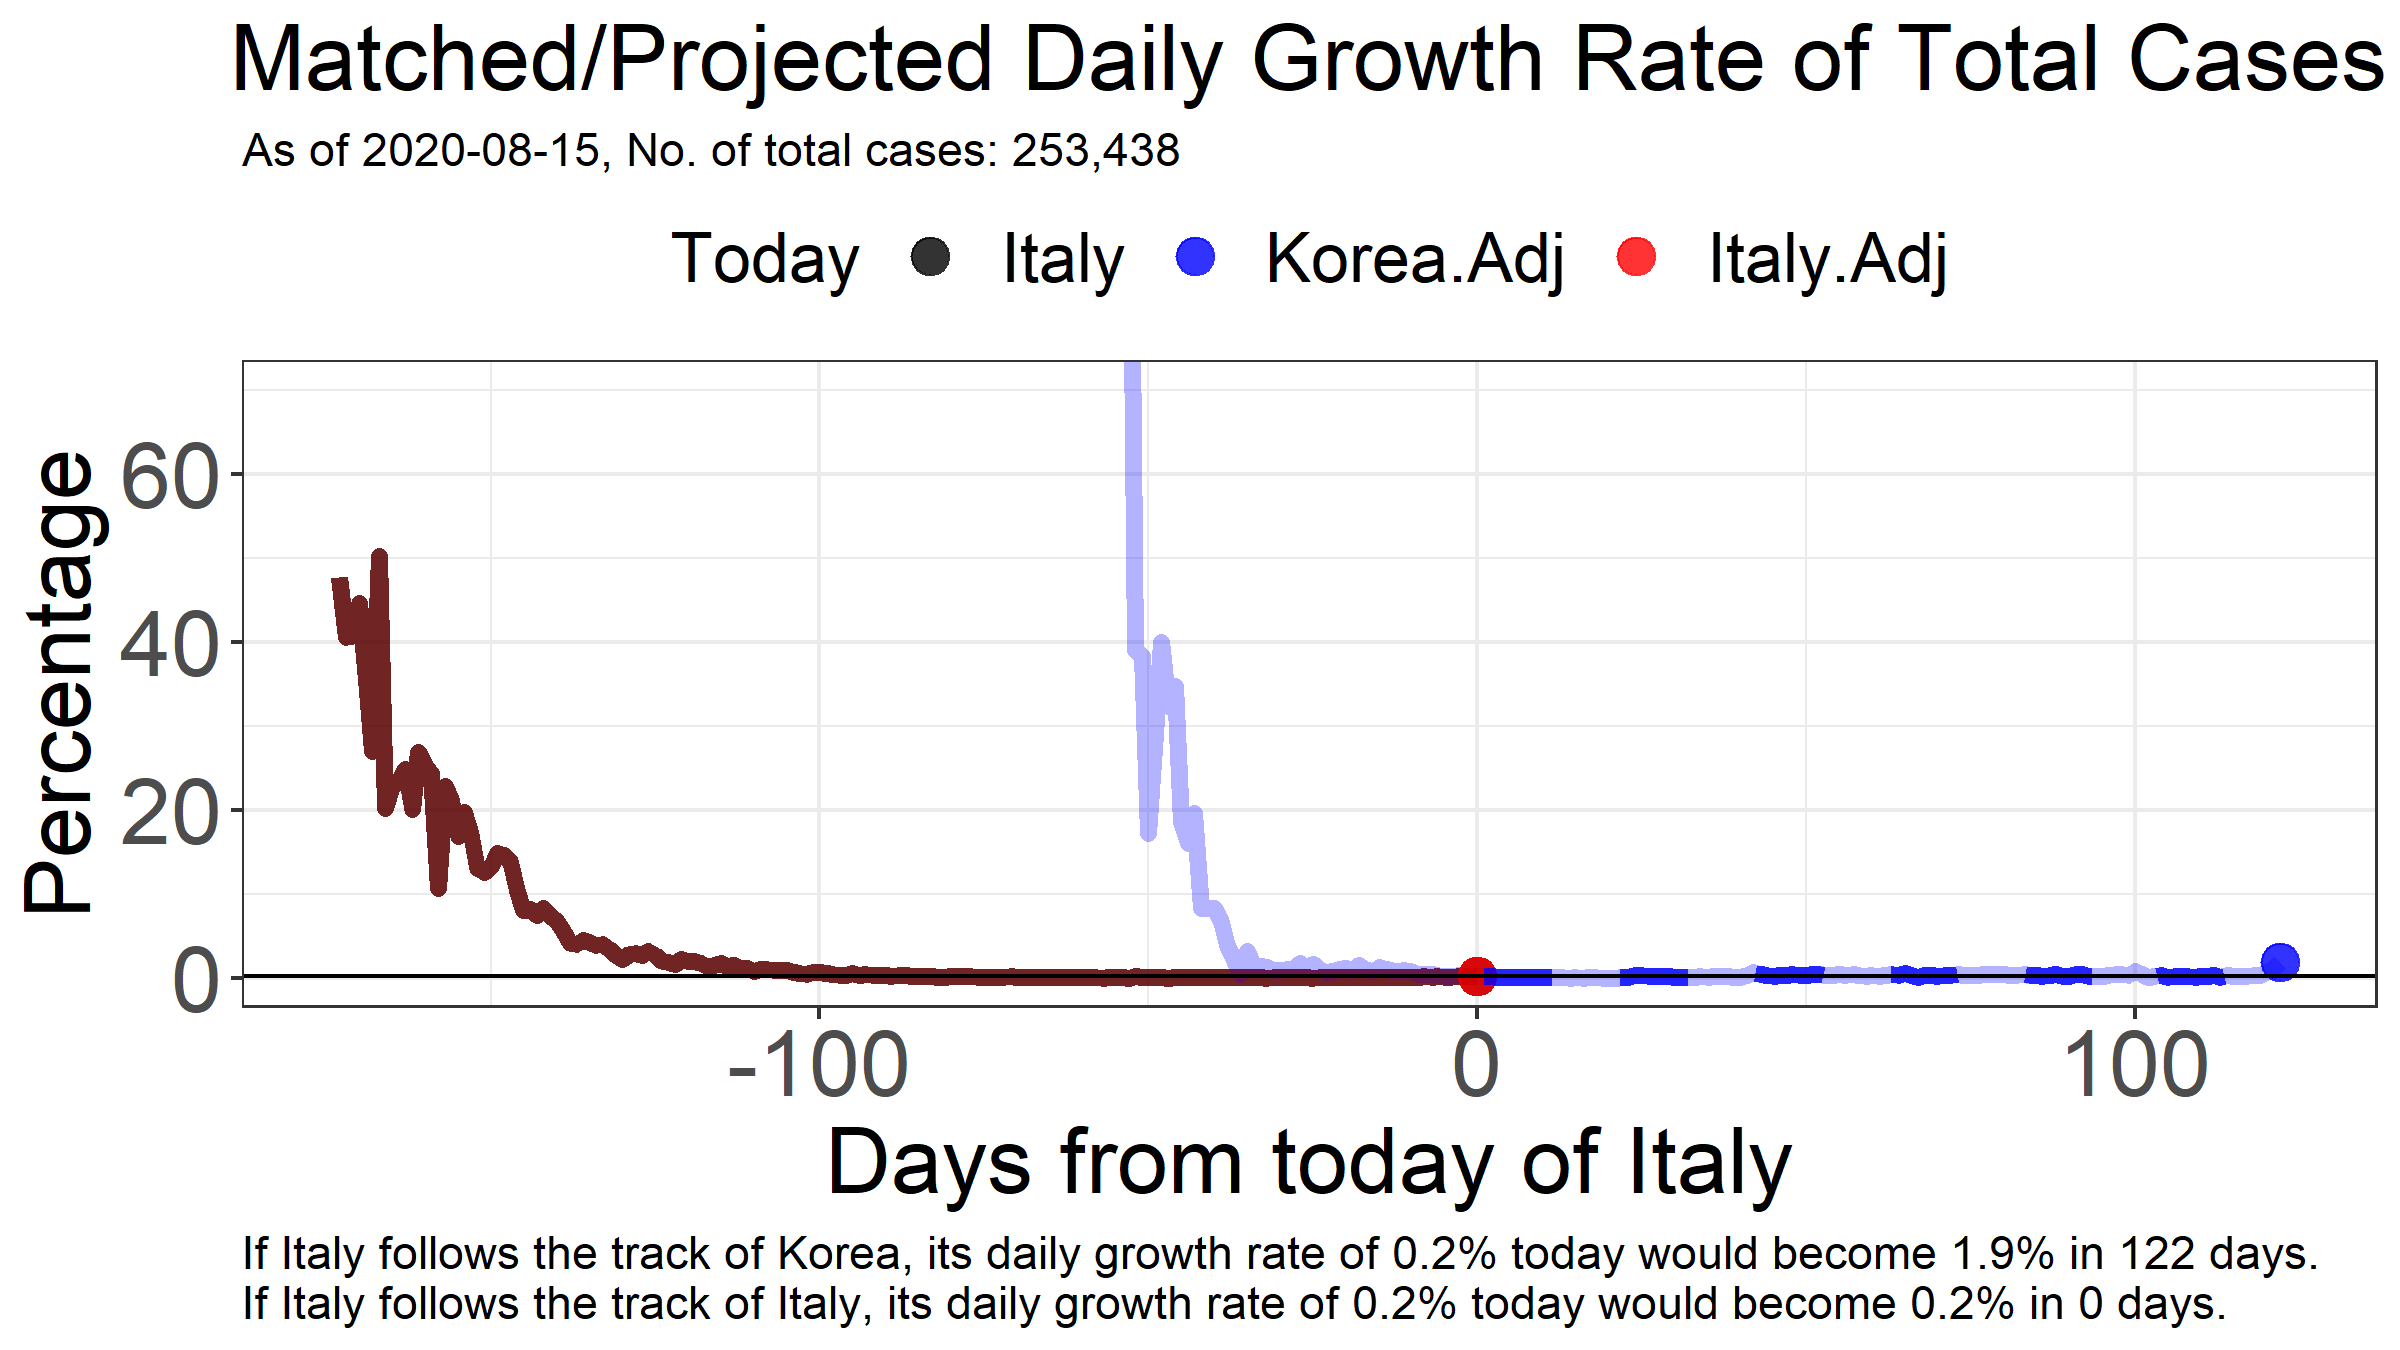 Matched/Projected Daily Growth Rate of Total Cases
As of 2020-08-15, No. of total cases: 253,438
Today Italy Korea.Adj Italy.Adj
Percentage
60
40
20
0
-100 0 100
Days from today of Italy
If Italy follows the track of Korea, its daily growth rate of 0.2% today would become 1.9% in 122 days.
If Italy follows the track of Italy, its daily growth rate of 0.2% today would become 0.2% in 0 days.